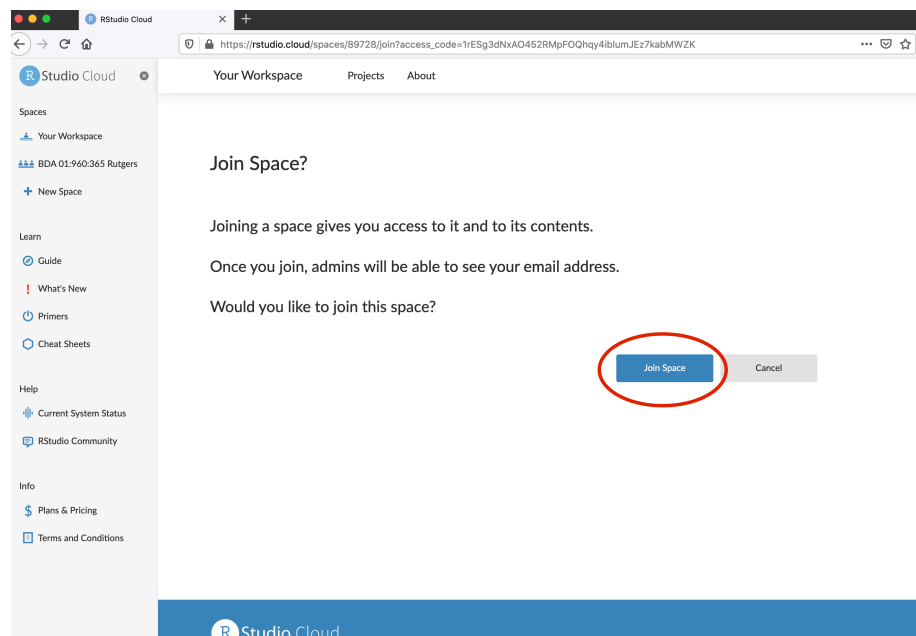 RStudio Cloud
https://rstudio.cloud/spaces/89728/join?access_code=1rESg3dNxAO452RMpFOQhqy4iblumJEz7kabMWZK
R Studio Cloud
Your Workspace Projects About
Spaces
Your Workspace
BDA 01:960:365 Rutgers
New Space
Learn
Guide
What's New
Primers
Cheat Sheets
Help
Current System Status
RStudio Community
Info
Plans & Pricing
Terms and Conditions
Join Space?
Joining a space gives you access to it and to its contents.
Once you join, admins will be able to see your email address.
Would you like to join this space?
Join Space Cancel
R Studio Cloud